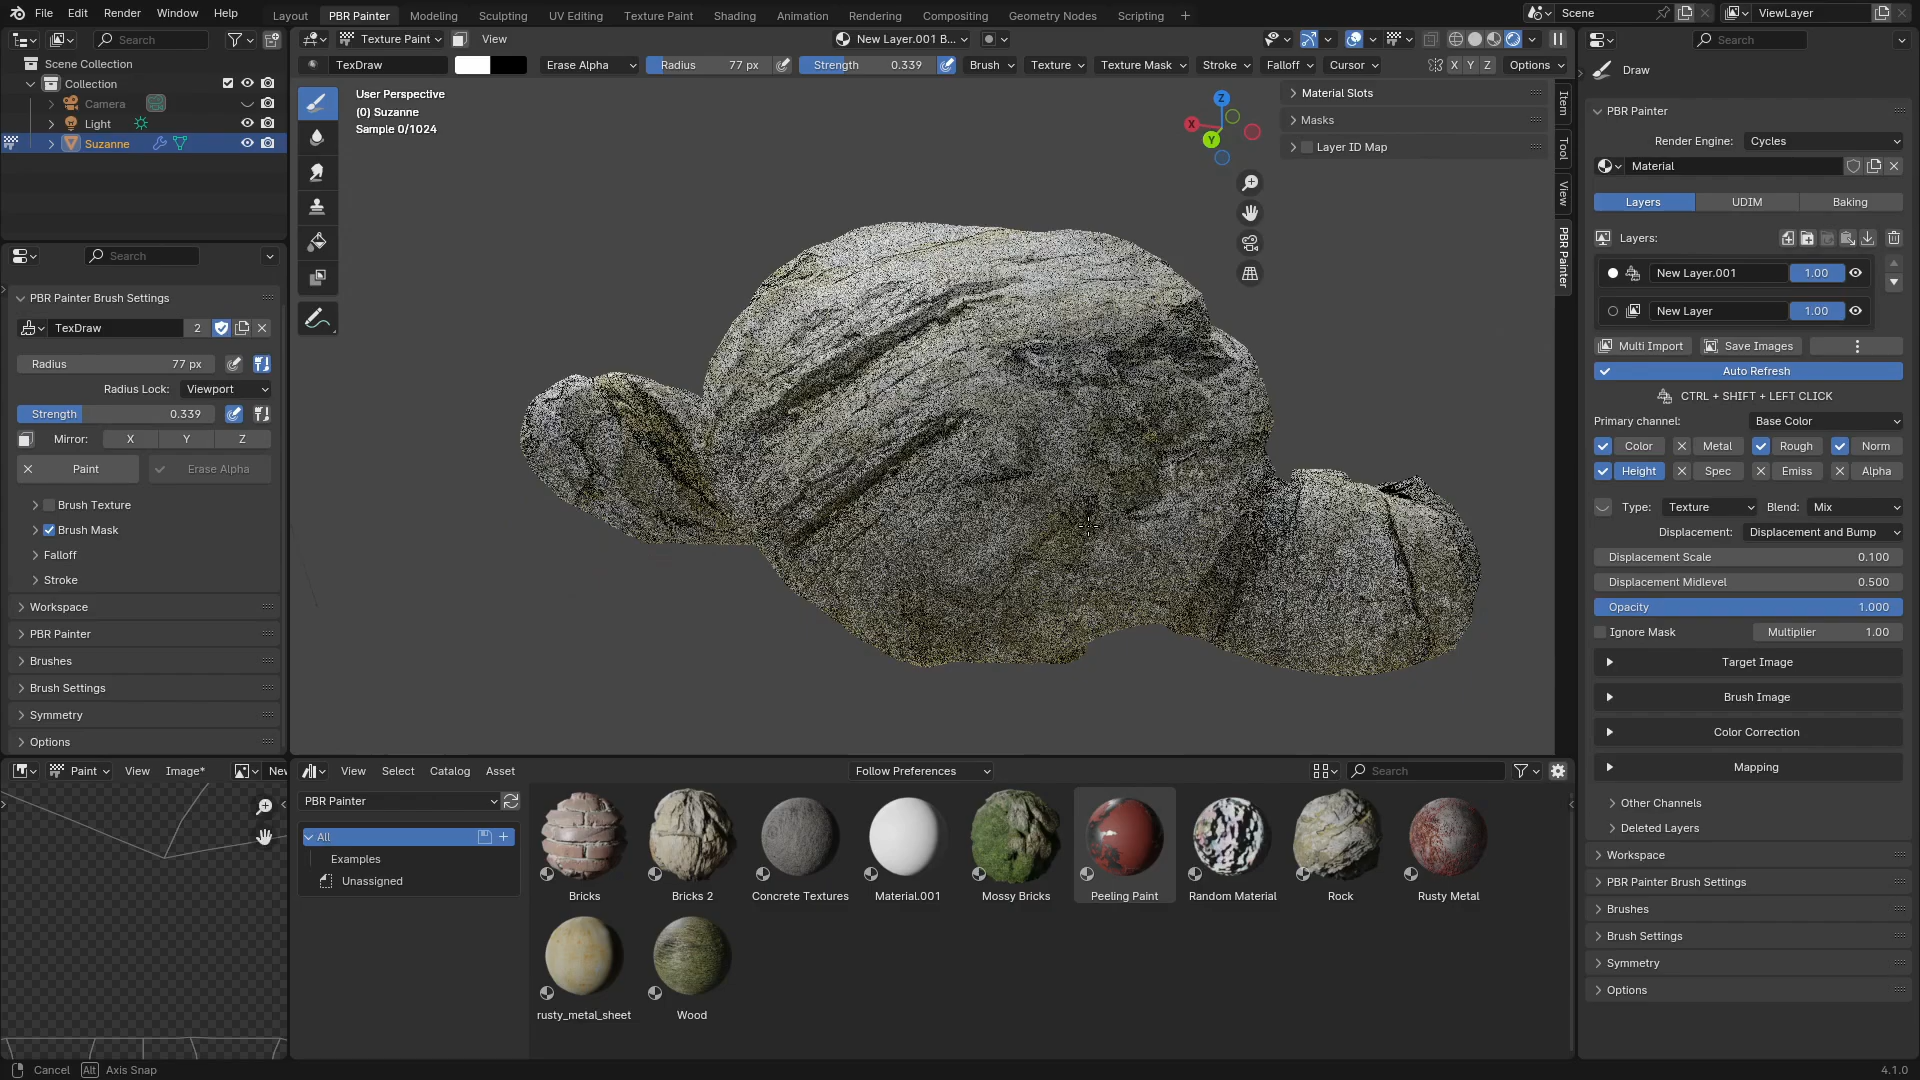 File Edit Render Window Help Layout PBR Painter Modeling Sculpting UV Editing Texture Paint Shading Animation Rendering Compositing Geometry Nodes Scripting + Scene ViewLayer
Search Texture Paint View New Layer.001 B... Search
TexDraw Erase Alpha Radius 77 px Strength 0.339 Brush Texture Texture Mask Stroke Falloff Cursor X Y Z Options
Scene Collection
Collection
Camera
Light
Suzanne
Search
PBR Painter Brush Settings
TexDraw 2
Radius 77 px
Radius Lock: Viewport
Strength 0.339
Mirror: X Y Z
Paint Erase Alpha
Brush Texture
Brush Mask
Falloff
Stroke
Workspace
PBR Painter
Brushes
Brush Settings
Symmetry
Options
User Perspective
(0) Suzanne
Sample 0/1024
Z
X
Y
Material Slots
Masks
Layer ID Map
Item
Tool
View
PBR Painter
Draw
PBR Painter
Render Engine: Cycles
Material
Layers UDIM Baking
Layers:
New Layer.001 1.00
New Layer 1.00
Multi Import Save Images
Auto Refresh
CTRL + SHIFT + LEFT CLICK
Primary channel: Base Color
Color Metal Rough Norm
Height Spec Emiss Alpha
Type: Texture Blend: Mix
Displacement: Displacement and Bump
Displacement Scale 0.100
Displacement Midlevel 0.500
Opacity 1.000
Ignore Mask Multiplier 1.00
Target Image
Brush Image
Color Correction
Mapping
Other Channels
Deleted Layers
Workspace
PBR Painter Brush Settings
Brushes
Brush Settings
Symmetry
Options
Paint View Image* New
View Select Catalog Asset Follow Preferences Search
PBR Painter
All
Examples
Unassigned
Bricks Bricks 2 Concrete Textures Material.001 Mossy Bricks Peeling Paint Random Material Rock Rusty Metal
rusty_metal_sheet Wood
Cancel Alt Axis Snap 4.1.0